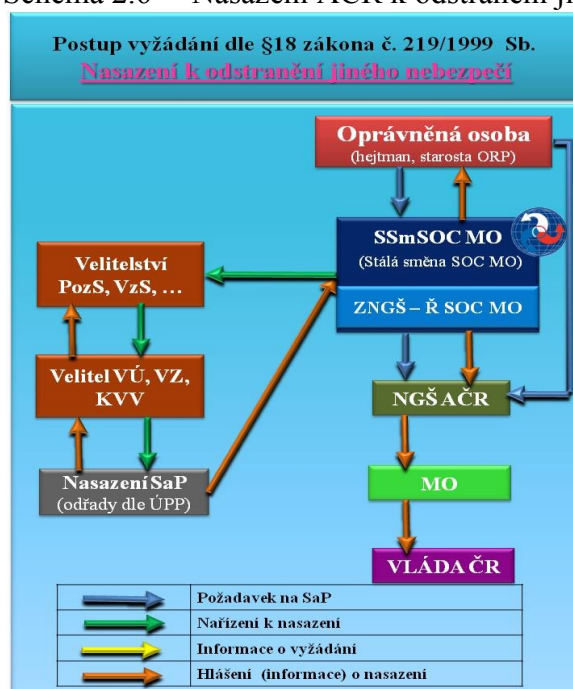 Postup vyžádání dle §18 zákona č. 219/1999 Sb.
Nasazení k odstranění jiného nebezpečí
Oprávněná osoba
(hejtman, starosta ORP)
SSmSOC MO
(Stálá směna SOC MO)
ZNGŠ – Ř SOC MO
Velitelství
PozS, VzS, ...
Velitel VÚ, VZ,
KVV
NGŠ AČR
Nasazení SaP
(odřady dle ÚPP)
MO
VLÁDA ČR
Požadavek na SaP
Nařízení k nasazení
Informace o vyžádání
Hlášení (informace) o nasazení